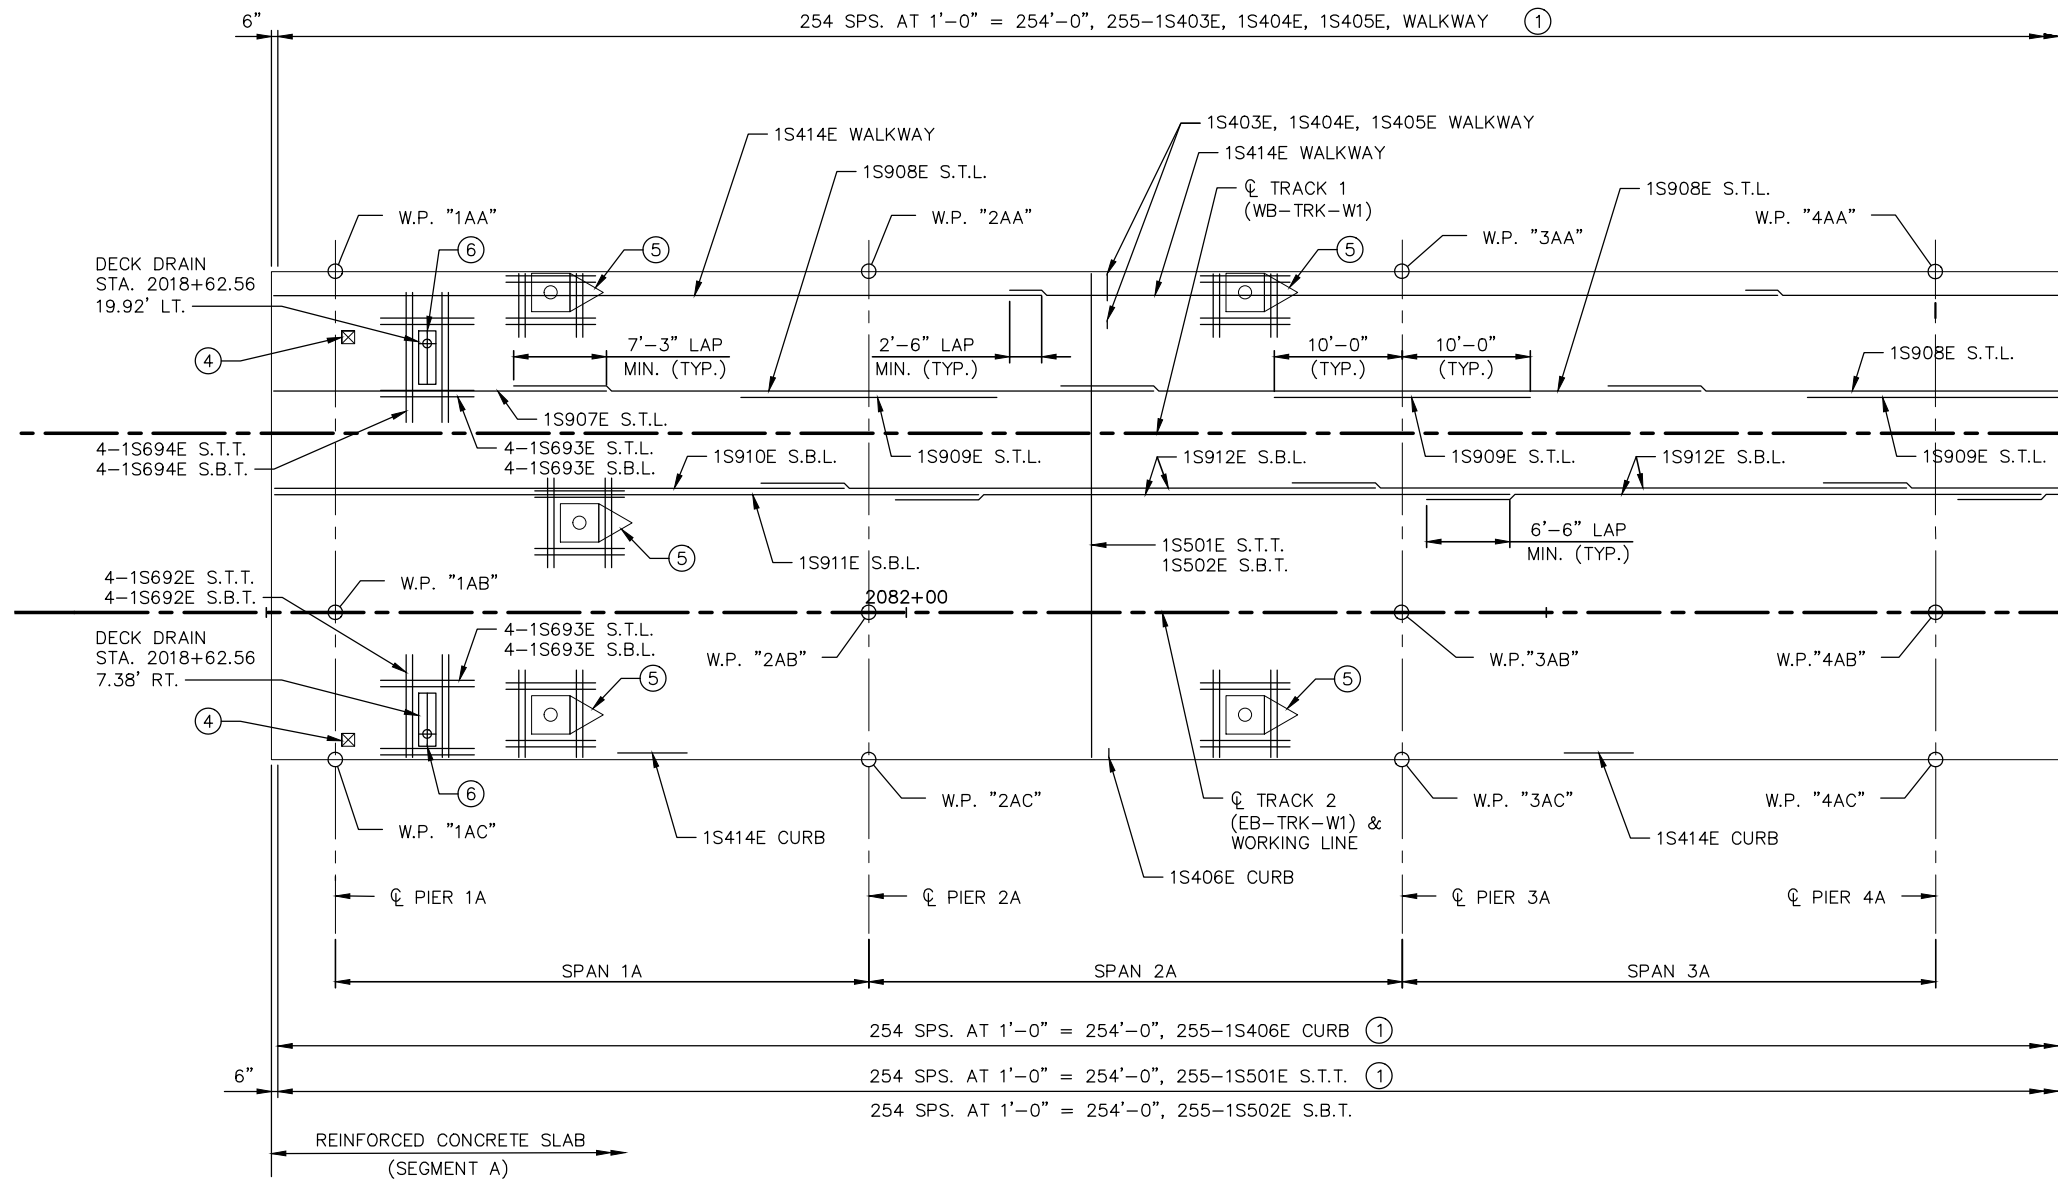 6"
254 SPS. AT 1'-0" = 254'-0", 255-1S403E, 1S404E, 1S405E, WALKWAY 1
1S414E WALKWAY
1S403E, 1S404E, 1S405E WALKWAY
1S414E WALKWAY
1S908E S.T.L.
℄ TRACK 1
(WB-TRK-W1)
1S908E S.T.L.
W.P. "1AA"
W.P. "2AA"
W.P. "3AA"
W.P. "4AA"
6
5
5
DECK DRAIN
STA. 2018+62.56
19.92' LT.
4
7'-3" LAP
MIN. (TYP.)
2'-6" LAP
MIN. (TYP.)
10'-0"
(TYP.)
10'-0"
(TYP.)
1S908E S.T.L.
1S907E S.T.L.
4-1S694E S.T.T.
4-1S694E S.B.T.
4-1S693E S.T.L.
4-1S693E S.B.L.
1S910E S.B.L.
1S909E S.T.L.
1S912E S.B.L.
1S909E S.T.L.
1S912E S.B.L.
1S909E S.T.L.
5
1S911E S.B.L.
1S501E S.T.T.
1S502E S.B.T.
6'-6" LAP
MIN. (TYP.)
4-1S692E S.T.T.
4-1S692E S.B.T.
W.P. "1AB"
2082+00
DECK DRAIN
STA. 2018+62.56
7.38' RT.
4-1S693E S.T.L.
4-1S693E S.B.L.
5
W.P. "2AB"
W.P."3AB"
W.P."4AB"
5
4
6
W.P. "1AC"
1S414E CURB
W.P. "2AC"
℄ TRACK 2
(EB-TRK-W1) &
WORKING LINE
W.P. "3AC"
W.P. "4AC"
1S414E CURB
1S406E CURB
℄ PIER 1A
℄ PIER 2A
℄ PIER 3A
℄ PIER 4A
SPAN 1A
SPAN 2A
SPAN 3A
254 SPS. AT 1'-0" = 254'-0", 255-1S406E CURB 1
6"
254 SPS. AT 1'-0" = 254'-0", 255-1S501E S.T.T. 1
254 SPS. AT 1'-0" = 254'-0", 255-1S502E S.B.T.
REINFORCED CONCRETE SLAB
(SEGMENT A)